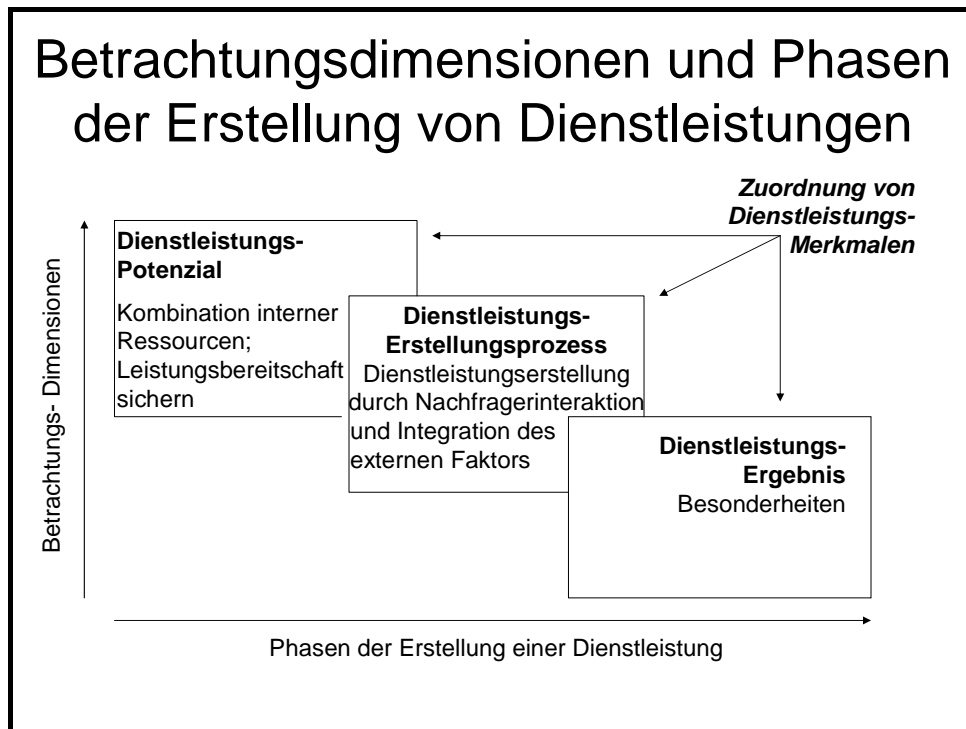 Betrachtungsdimensionen und Phasen
der Erstellung von Dienstleistungen
Zuordnung von
Dienstleistungs-
Merkmalen
Betrachtungs- Dimensionen
Dienstleistungs-
Potenzial
Kombination interner
Ressourcen;
Leistungsbereitschaft
sichern
Dienstleistungs-
Erstellungsprozess
Dienstleistungserstellung
durch Nachfragerinteraktion
und Integration des
externen Faktors
Dienstleistungs-
Ergebnis
Besonderheiten
Phasen der Erstellung einer Dienstleistung